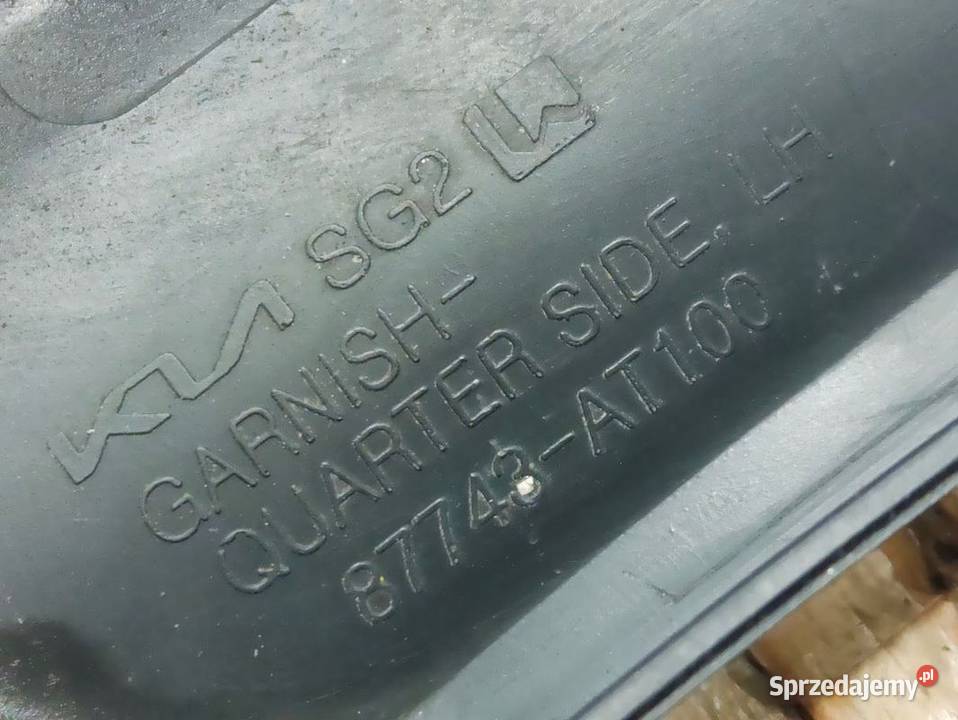 KIA SG2
GARNISH-
QUARTER SIDE, LH
87743-AT100
Sprzedajemy.pl